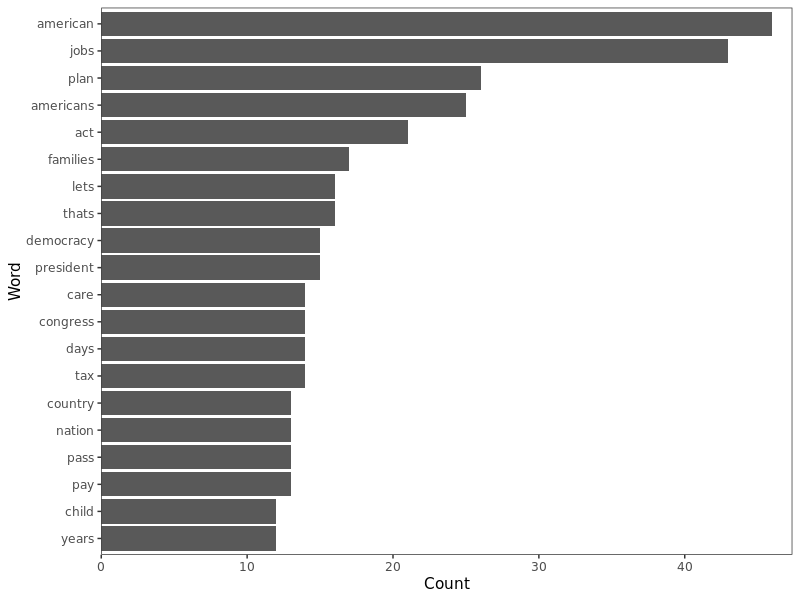 american
jobs
plan
americans
act
families
lets
thats
democracy
president
care
congress
days
tax
country
nation
pass
pay
child
years
Word
0 10 20 30 40
Count